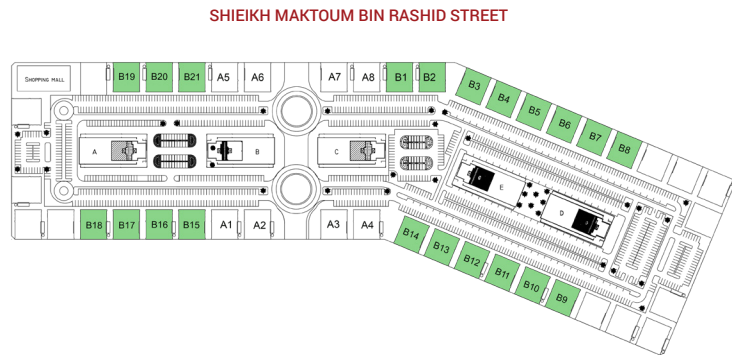 SHIEIKH MAKTOUM BIN RASHID STREET
SHOPPING MALL
B19 B20 B21 A5 A6 A7 A8 B1 B2
B3 B4 B5 B6 B7 B8
A B C
E D
B18 B17 B16 B15 A1 A2 A3 A4
B14 B13 B12 B11 B10 B9